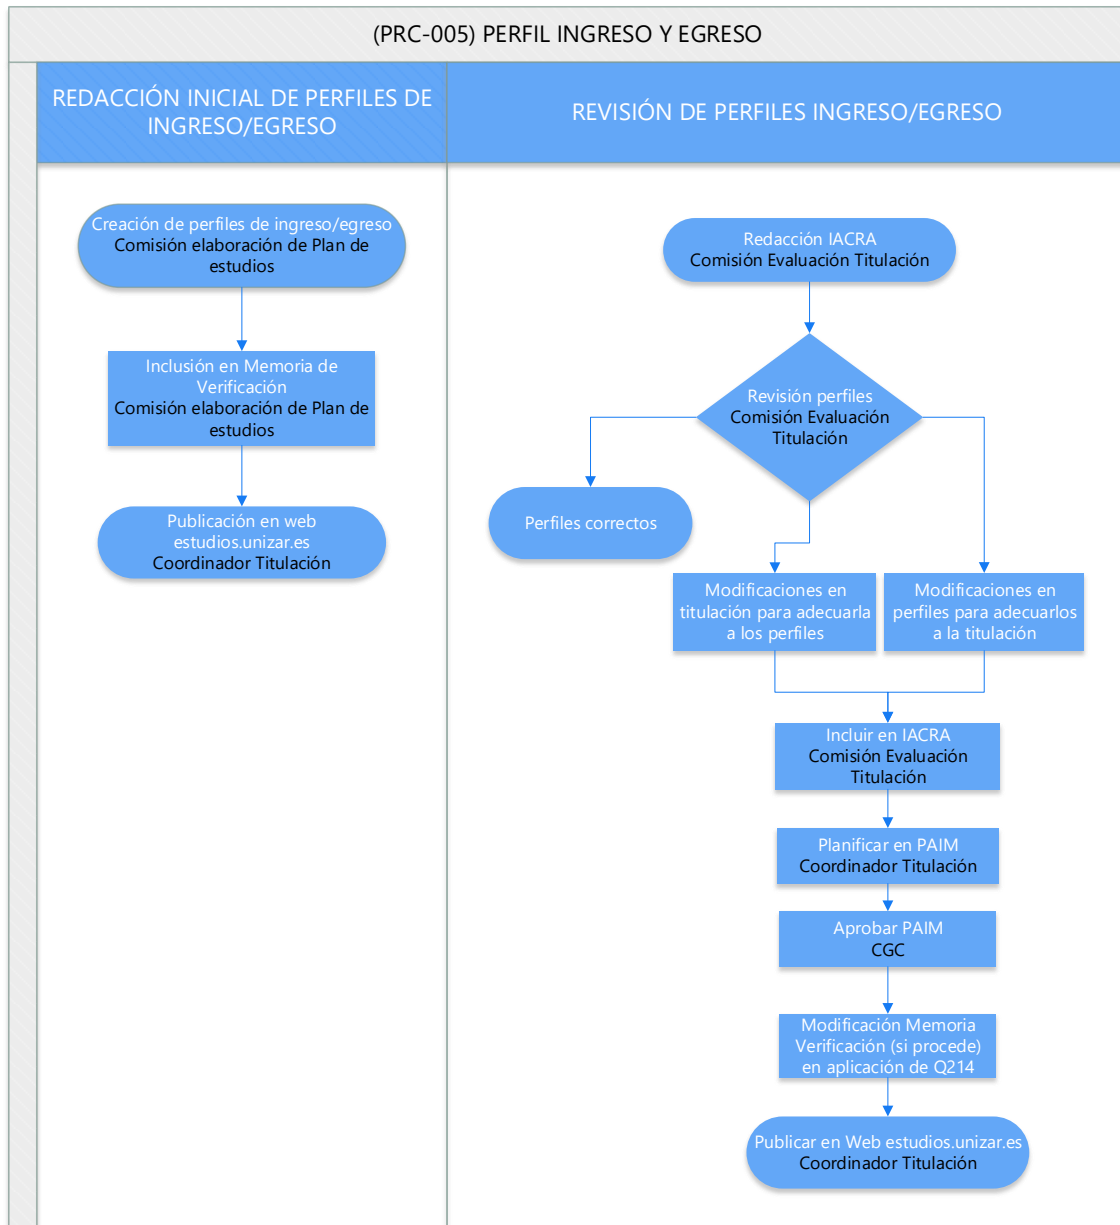 (PRC-005) PERFIL INGRESO Y EGRESO
REDACCIÓN INICIAL DE PERFILES DE
INGRESO/EGRESO
REVISIÓN DE PERFILES INGRESO/EGRESO
Creación de perfiles de ingreso/egreso
Comisión elaboración de Plan de
estudios
Inclusión en Memoria de
Verificación
Comisión elaboración de Plan de
estudios
Publicación en web
estudios.unizar.es
Coordinador Titulación
Redacción IACRA
Comisión Evaluación Titulación
Revisión perfiles
Comisión Evaluación
Titulación
Perfiles correctos
Modificaciones en
titulación para adecuarla
a los perfiles
Modificaciones en
perfiles para adecuarlos
a la titulación
Incluir en IACRA
Comisión Evaluación
Titulación
Planificar en PAIM
Coordinador Titulación
Aprobar PAIM
CGC
Modificación Memoria
Verificación (si procede)
en aplicación de Q214
Publicar en Web estudios.unizar.es
Coordinador Titulación